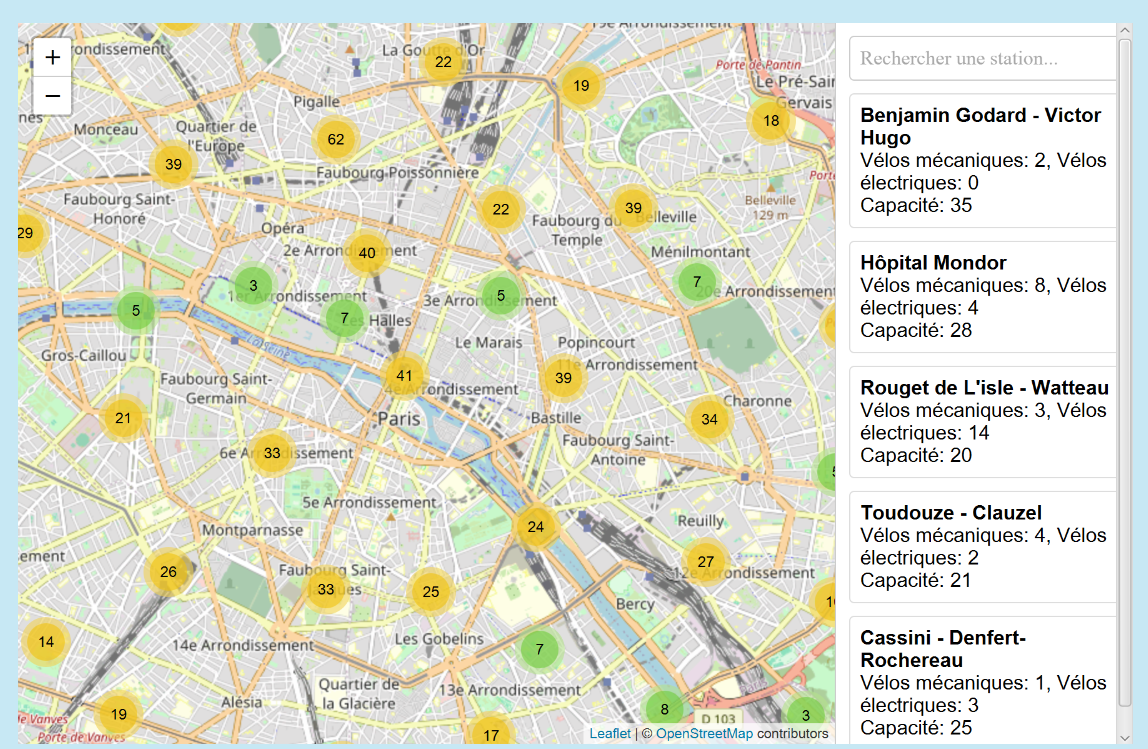 +
−
19e Arrondissement
La Goutte d'Or
22
19
Porte de Pantin
Le Pré-Saint
Gervais
18
Pigalle
Monceau
Quartier de
l'Europe
62
39
Faubourg Poissonnière
Faubourg Saint-
Honoré
22
39
Belleville
Belleville
129 m
Faubourg du
Temple
29
Opéra
2e Arrondissement
40
Ménilmontant
3
1er Arrondissement
5
3e Arrondissement
7
20e Arrondissement
5
7
Les Halles
La Seine
Le Marais
Popincourt
Gros-Caillou
11e Arrondissement
41
39
4e Arrondissement
Faubourg Saint-
Germain
Charonne
21
Paris
Bastille
34
Faubourg Saint-
Antoine
33
6e Arrondissement
5
5e Arrondissement
Montparnasse
24
Reuilly
26
Faubourg Saint-
Jacques
33
25
27
12e Arrondissement
Bercy
14
14e Arrondissement
Les Gobelins
7
Quartier de
la Glacière
13e Arrondissement
Alésia
19
Porte de Vanves
17
8
D 103
3
Leaflet | © OpenStreetMap contributors
Rechercher une station...
Benjamin Godard - Victor
Hugo
Vélos mécaniques: 2, Vélos
électriques: 0
Capacité: 35
Hôpital Mondor
Vélos mécaniques: 8, Vélos
électriques: 4
Capacité: 28
Rouget de L'isle - Watteau
Vélos mécaniques: 3, Vélos
électriques: 14
Capacité: 20
Toudouze - Clauzel
Vélos mécaniques: 4, Vélos
électriques: 2
Capacité: 21
Cassini - Denfert-
Rochereau
Vélos mécaniques: 1, Vélos
électriques: 3
Capacité: 25